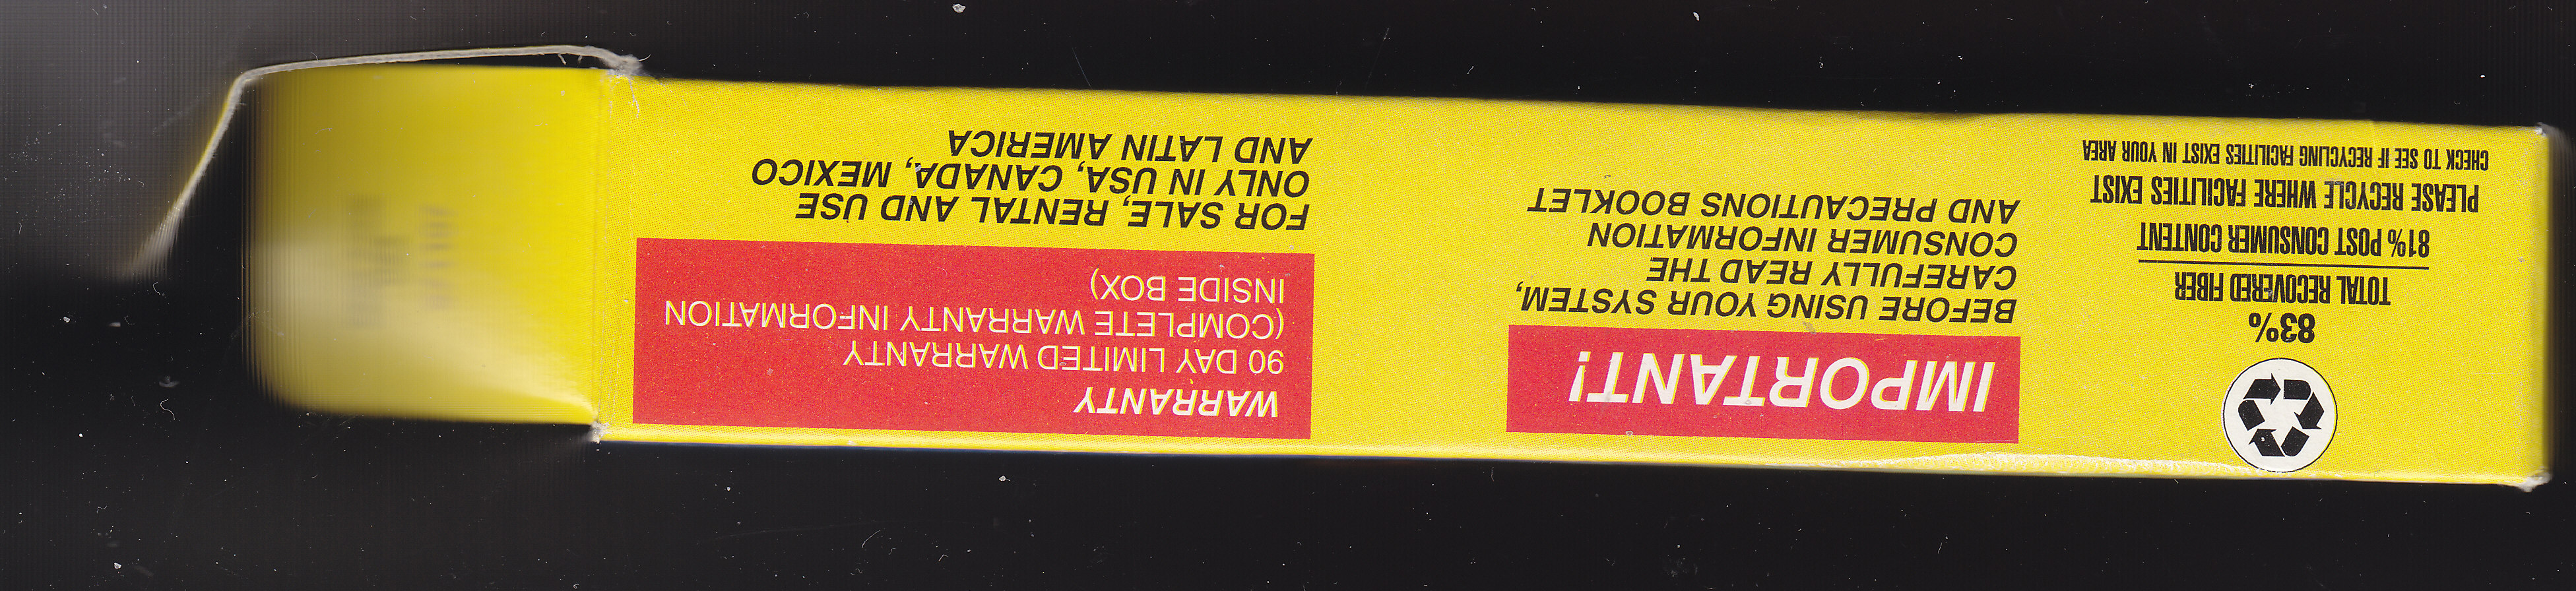 83%
TOTAL RECOVERED FIBER
81% POST CONSUMER CONTENT
PLEASE RECYCLE WHERE FACILITIES EXIST
CHECK TO SEE IF RECYCLING FACILITIES EXIST IN YOUR AREA
IMPORTANT!
BEFORE USING YOUR SYSTEM,
CAREFULLY READ THE
CONSUMER INFORMATION
AND PRECAUTIONS BOOKLET
WARRANTY
90 DAY LIMITED WARRANTY
(COMPLETE WARRANTY INFORMATION
INSIDE BOX)
FOR SALE, RENTAL AND USE
ONLY IN USA, CANADA, MEXICO
AND LATIN AMERICA